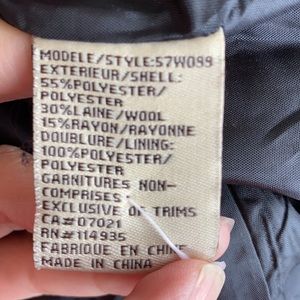 MODELE/STYLE:57W099
EXTERIEUR/SHELL:
55%POLYESTER/
POLYESTER
30%LAINE/WOOL
15%RAYON/RAYONNE
DOUBLURE/LINING:
100%POLYESTER/
POLYESTER
GARNITURES NON-
COMPRISES
EXCLUSIVE OF TRIMS
CA#07021
RN#114935
FABRIQUE EN CHINE
MADE IN CHINA